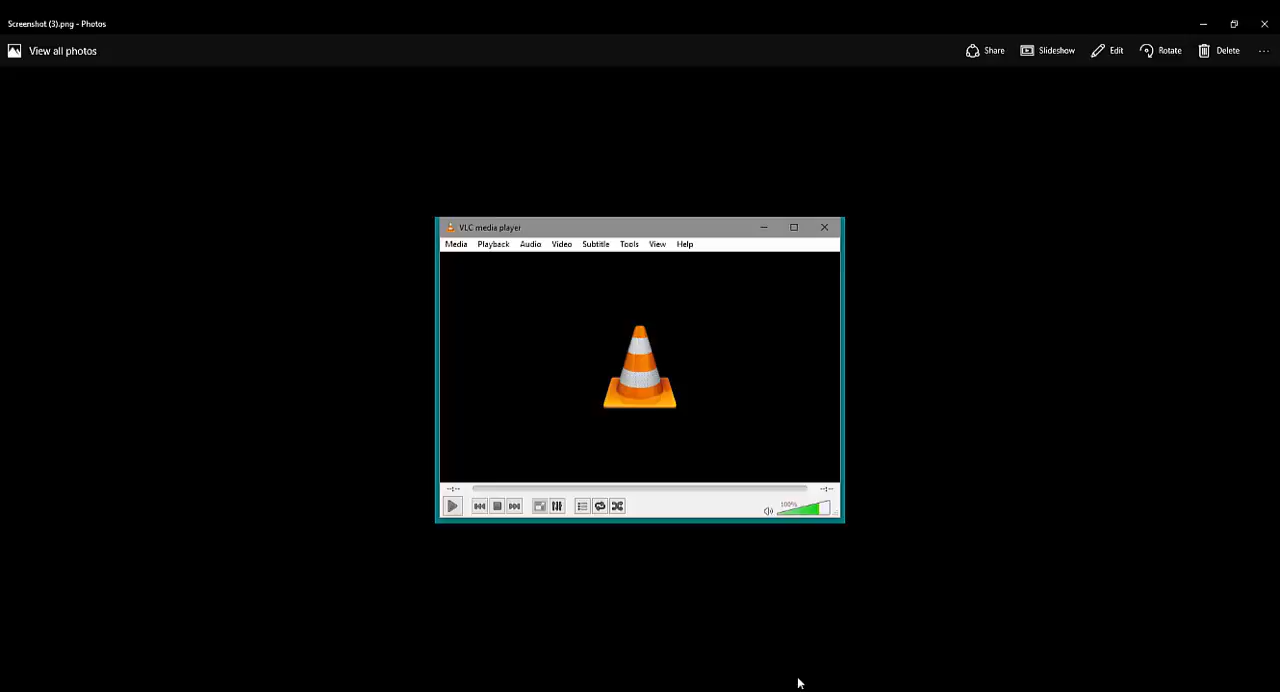 Screenshot (3).png - Photos
View all photos Share Slideshow Edit Rotate Delete ...
VLC media player
Media Playback Audio Video Subtitle Tools View Help
--:-- --:--
100%